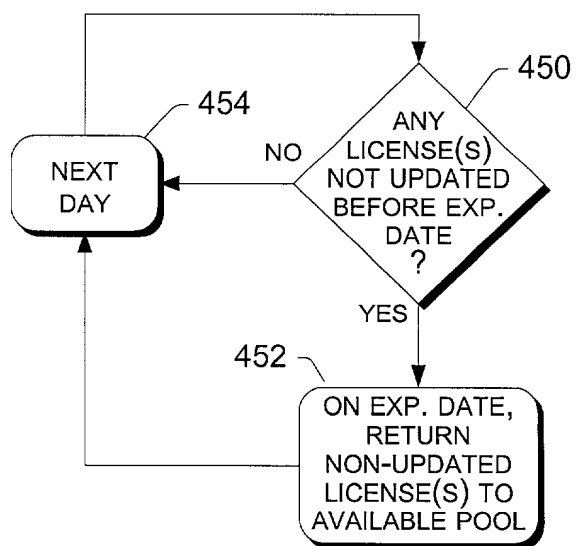 450
454
ANY
LICENSE(S)
NOT UPDATED
BEFORE EXP.
DATE
?
NO
NEXT
DAY
YES
452
ON EXP. DATE,
RETURN
NON-UPDATED
LICENSE(S) TO
AVAILABLE POOL